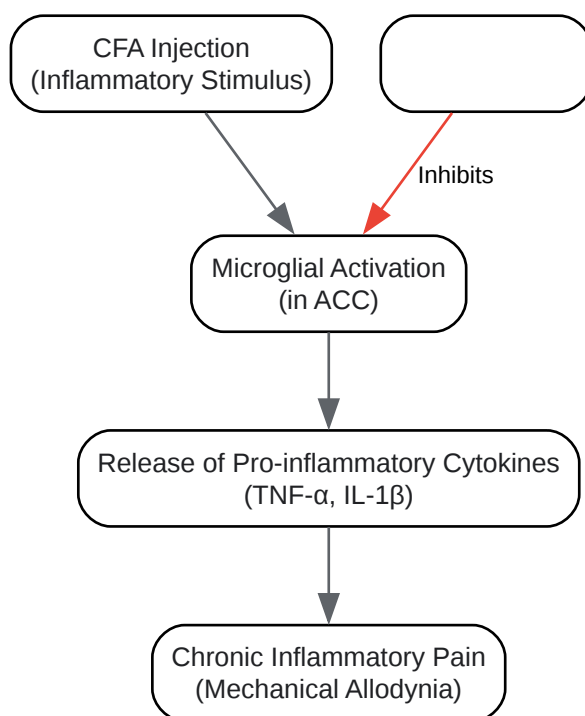 CFA Injection
(Inflammatory Stimulus)
Inhibits
Microglial Activation
(in ACC)
Release of Pro-inflammatory Cytokines
(TNF-α, IL-1β)
Chronic Inflammatory Pain
(Mechanical Allodynia)